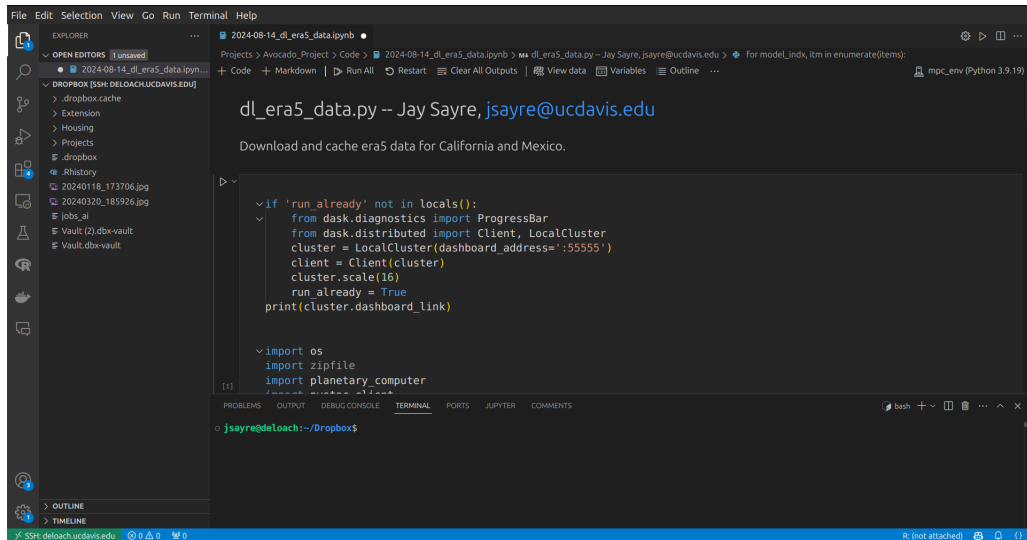 File Edit Selection View Go Run Terminal Help
EXPLORER
OPEN EDITORS 1 unsaved
2024-08-14_dl_era5_data.ipyn...
DROPBOX [SSH: DELOACH.UCDAVIS.EDU]
.dropbox.cache
Extension
Housing
Projects
.dropbox
.Rhistory
20240118_173706.jpg
20240320_185926.jpg
jobs_ai
Vault (2).dbx-vault
Vault.dbx-vault
OUTLINE
TIMELINE
2024-08-14_dl_era5_data.ipynb
Projects > Avocado_Project > Code > 2024-08-14_dl_era5_data.ipynb > M↓ dl_era5_data.py -- Jay Sayre, jsayre@ucdavis.edu > for model_indx, itm in enumerate(items):
+ Code + Markdown | Run All Restart Clear All Outputs | View data Variables Outline ...
mpc_env (Python 3.9.19)
dl_era5_data.py -- Jay Sayre, jsayre@ucdavis.edu
Download and cache era5 data for California and Mexico.
if 'run_already' not in locals():
from dask.diagnostics import ProgressBar
from dask.distributed import Client, LocalCluster
cluster = LocalCluster(dashboard_address=':55555')
client = Client(cluster)
cluster.scale(16)
run_already = True
print(cluster.dashboard_link)
import os
import zipfile
import planetary_computer
[1]
PROBLEMS OUTPUT DEBUG CONSOLE TERMINAL PORTS JUPYTER COMMENTS
bash
jsayre@deloach:~/Dropbox$
SSH: deloach.ucdavis.edu 0 0 0
R: (not attached)